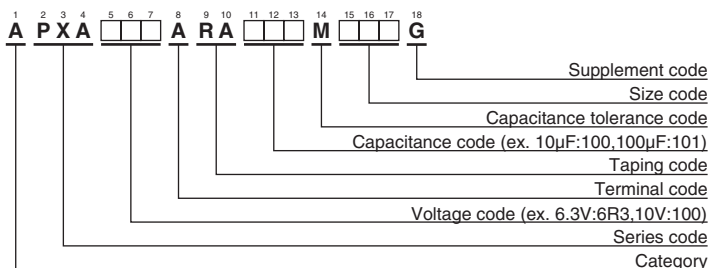 1 2 3 4 5 6 7 8 9 10 11 12 13 14 15 16 17 18
A P X A A R A M G
Supplement code
Size code
Capacitance tolerance code
Capacitance code (ex. 10µF:100,100µF:101)
Taping code
Terminal code
Voltage code (ex. 6.3V:6R3,10V:100)
Series code
Category